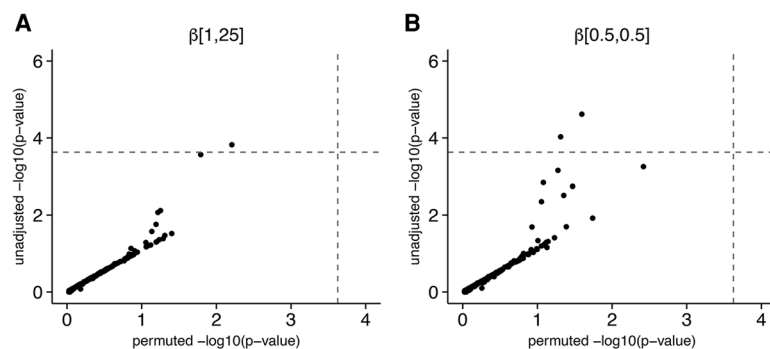 A
β[1,25]
unadjusted −log10(p−value)
6
4
2
0
0 1 2 3 4
permuted −log10(p−value)
B
β[0.5,0.5]
unadjusted −log10(p−value)
6
4
2
0
0 1 2 3 4
permuted −log10(p−value)